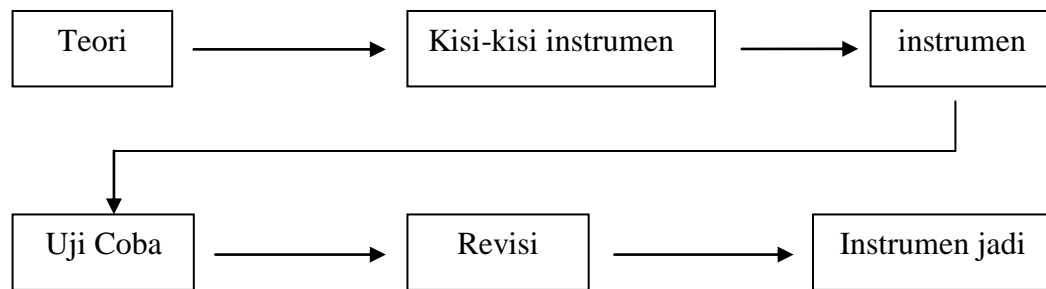 Teori
Kisi-kisi instrumen
instrumen
Uji Coba
Revisi
Instrumen jadi